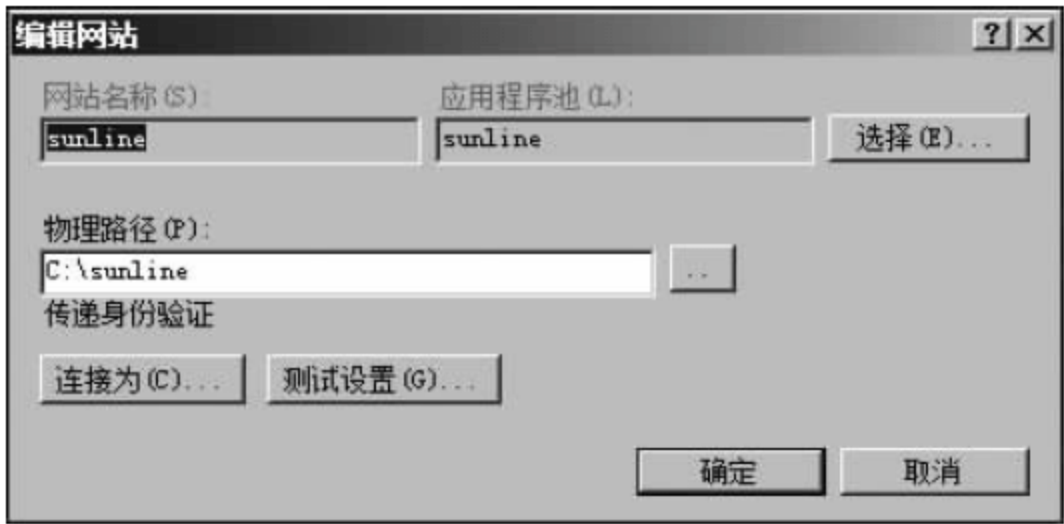 编辑网站
网站名称(S): 应用程序池(L):
sunline sunline 选择(E)...
物理路径(P):
C:\sunline ..
传递身份验证
连接为(C)... 测试设置(G)...
确定 取消